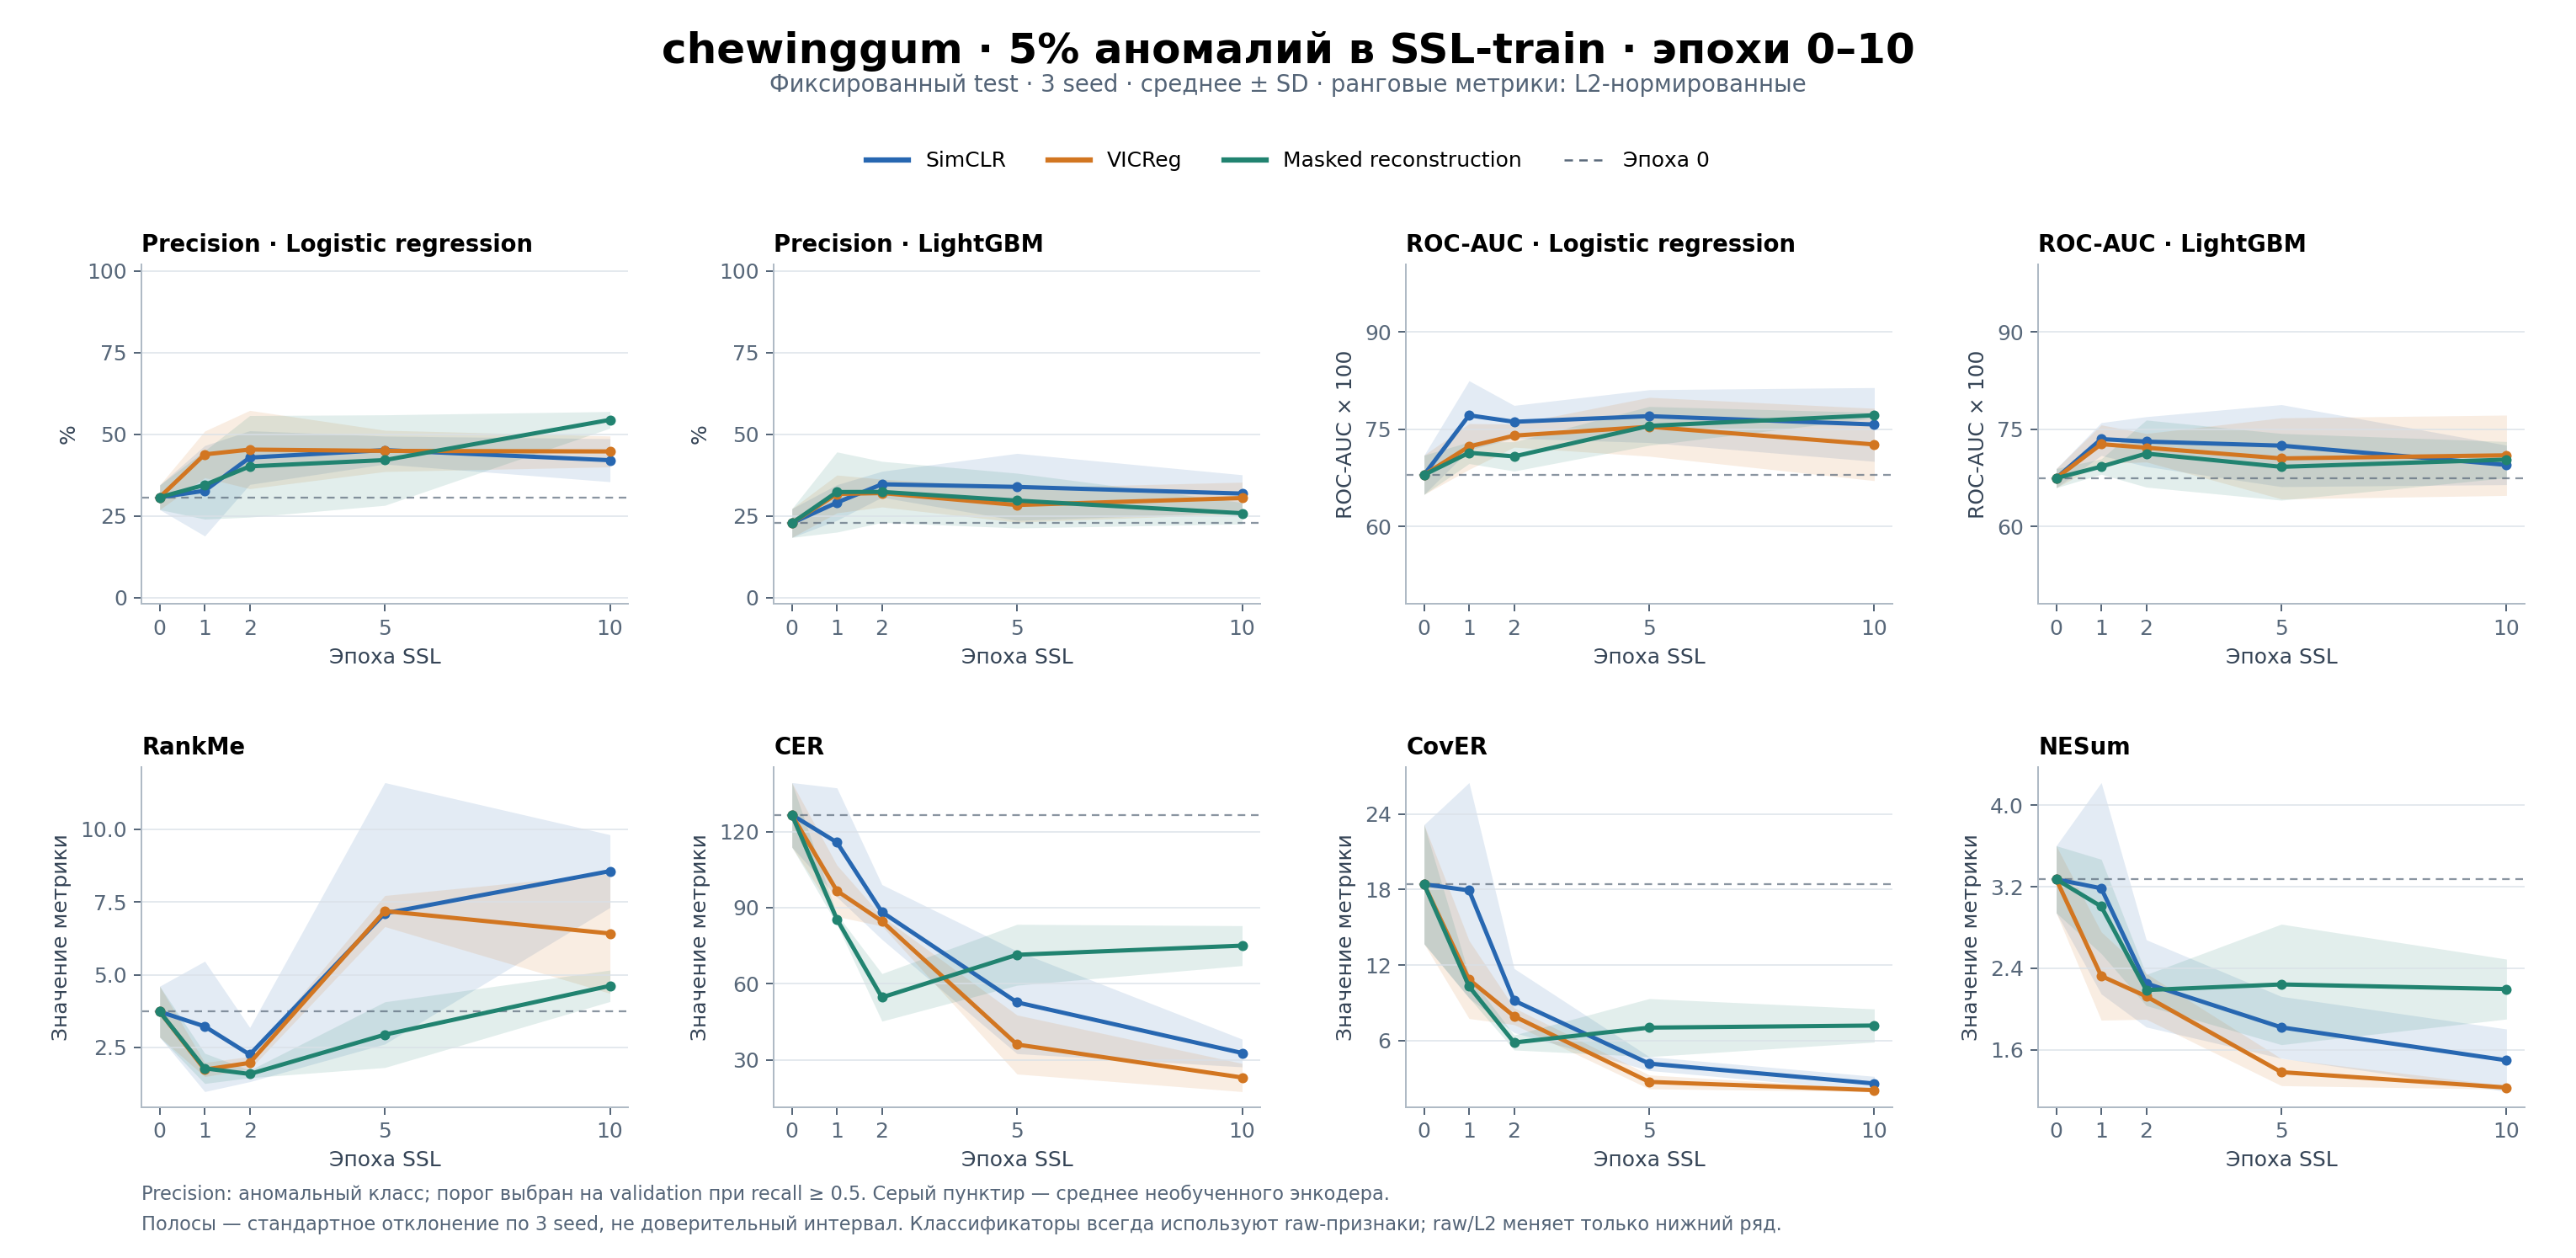 chewinggum · 5% аномалий в SSL-train · эпохи 0–10
Фиксированный test · 3 seed · среднее ± SD · ранговые метрики: L2-нормированные
SimCLR VICReg Masked reconstruction Эпоха 0
Precision · Logistic regression
100
75
50
25
0
%
0 1 2 5 10
Эпоха SSL
Precision · LightGBM
100
75
50
25
0
%
0 1 2 5 10
Эпоха SSL
ROC-AUC · Logistic regression
90
75
60
ROC-AUC × 100
0 1 2 5 10
Эпоха SSL
ROC-AUC · LightGBM
90
75
60
ROC-AUC × 100
0 1 2 5 10
Эпоха SSL
RankMe
10.0
7.5
5.0
2.5
Значение метрики
0 1 2 5 10
Эпоха SSL
CER
120
90
60
30
Значение метрики
0 1 2 5 10
Эпоха SSL
CovER
24
18
12
6
Значение метрики
0 1 2 5 10
Эпоха SSL
NESum
4.0
3.2
2.4
1.6
Значение метрики
0 1 2 5 10
Эпоха SSL
Precision: аномальный класс; порог выбран на validation при recall ≥ 0.5. Серый пунктир — среднее необученного энкодера.
Полосы — стандартное отклонение по 3 seed, не доверительный интервал. Классификаторы всегда используют raw-признаки; raw/L2 меняет только нижний ряд.